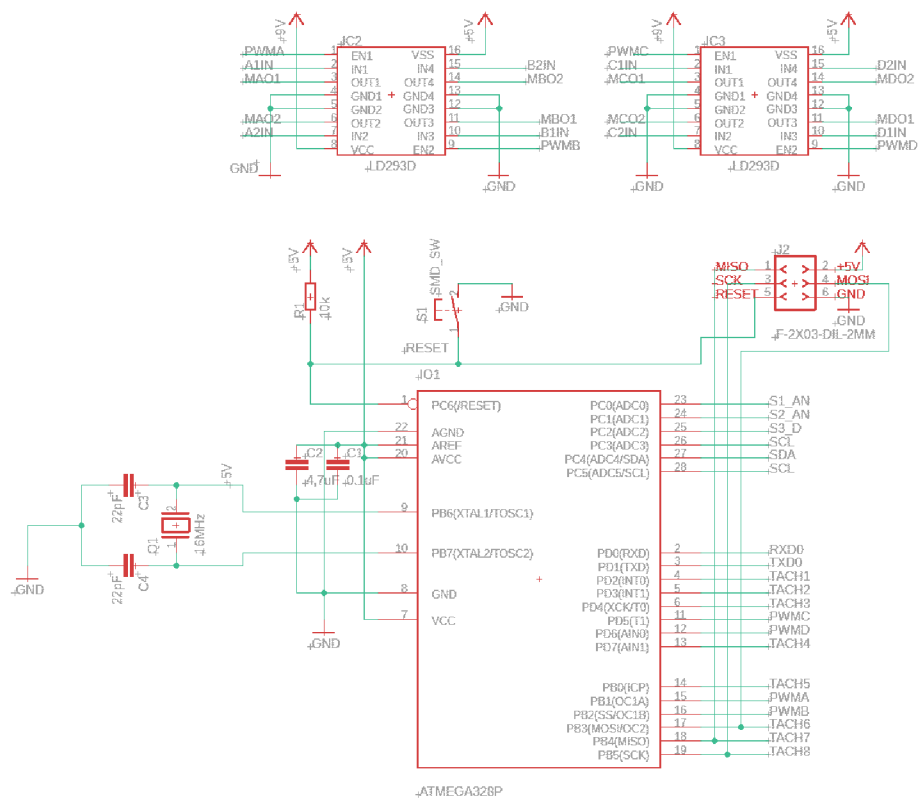 +9V
+5V
+9V
+5V
IC2
IC3
PWMA 1 EN1 VSS 16
A1IN 2 IN1 IN4 15 B2IN
MAO1 3 OUT1 OUT4 14 MBO2
4 GND1 GND4 13
5 GND2 GND3 12
MAO2 6 OUT2 OUT3 11 MBO1
A2IN 7 IN2 IN3 10 B1IN
8 VCC EN2 9 PWMB
GND
LD293D
GND
PWMC 1 EN1 VSS 16
C1IN 2 IN1 IN4 15 D2IN
MCO1 3 OUT1 OUT4 14 MDO2
4 GND1 GND4 13
5 GND2 GND3 12
MCO2 6 OUT2 OUT3 11 MDO1
C2IN 7 IN2 IN3 10 D1IN
8 VCC EN2 9 PWMD
GND
LD293D
GND
+5V
+5V
R1
10k
SMD_SW
S1
2
1
GND
RESET
J2
MISO 1 2 +5V
SCK 3 4 MOSI
RESET 5 6 GND
GND
F-2X03-DIL-2MM
IO1
1 PC6(/RESET)
22 AGND
21 AREF
20 AVCC
9 PB6(XTAL1/TOSC1)
10 PB7(XTAL2/TOSC2)
8 GND
7 VCC
PC0(ADC0) 23 S1_AN
PC1(ADC1) 24 S2_AN
PC2(ADC2) 25 S3_D
PC3(ADC3) 26 SCL
PC4(ADC4/SDA) 27 SDA
PC5(ADC5/SCL) 28 SCL
PD0(RXD) 2 RXD0
PD1(TXD) 3 TXD0
PD2(INT0) 4 TACH1
PD3(INT1) 5 TACH2
PD4(XCK/T0) 6 TACH3
PD5(T1) 11 PWMC
PD6(AIN0) 12 PWMD
PD7(AIN1) 13 TACH4
PB0(ICP) 14 TACH5
PB1(OC1A) 15 PWMA
PB2(SS/OC1B) 16 PWMB
PB3(MOSI/OC2) 17 TACH6
PB4(MISO) 18 TACH7
PB5(SCK) 19 TACH8
C2
4,7uF
C1
0.1uF
+5V
22pF
C3
Q1
2
1
16MHz
22pF
C4
GND
GND
ATMEGA328P